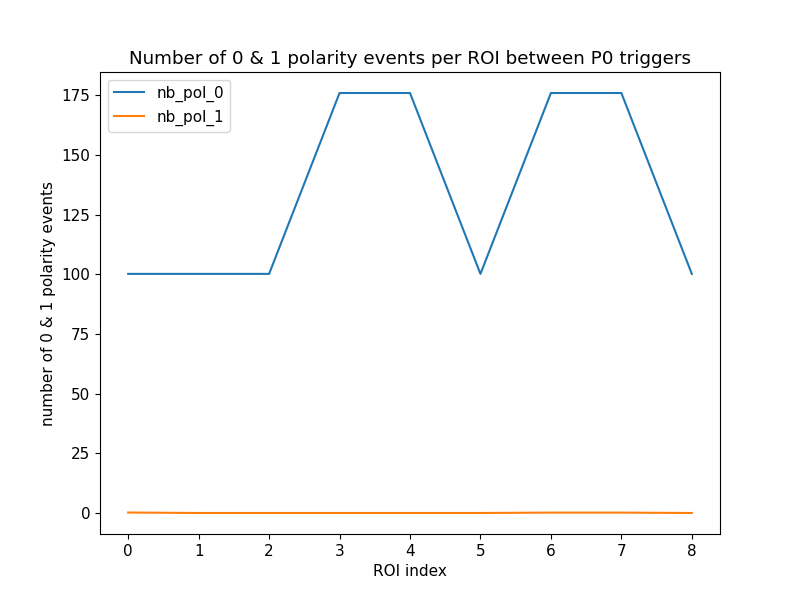 Number of 0 & 1 polarity events per ROI between P0 triggers
nb_pol_0
nb_pol_1
number of 0 & 1 polarity events
175
150
125
100
75
50
25
0
0 1 2 3 4 5 6 7 8
ROI index